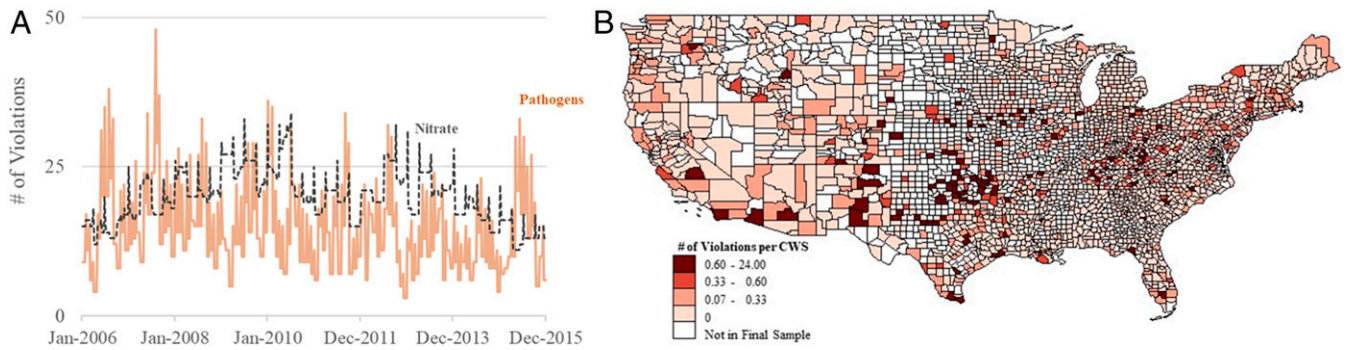 A
50
25
0
# of Violations
Pathogens
Nitrate
Jan-2006
Jan-2008
Jan-2010
Dec-2011
Dec-2013
Dec-2015
B
# of Violations per CWS
0.60 - 24.00
0.33 - 0.60
0.07 - 0.33
0
Not in Final Sample